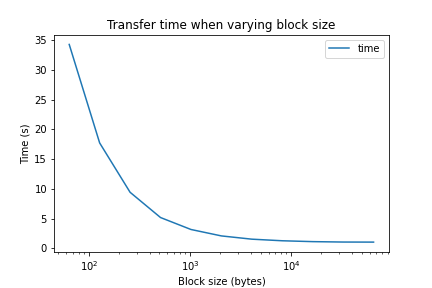 Transfer time when varying block size
time
Time (s)
35
30
25
20
15
10
5
0
10²
10³
10⁴
Block size (bytes)